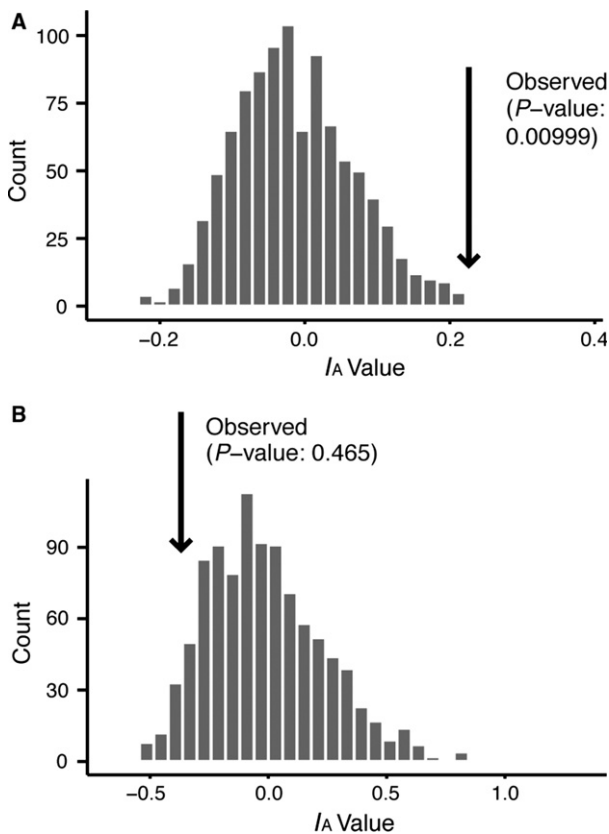 A
100
75
50
25
0
Count
Observed
(P–value:
0.00999)
−0.2
0.0
0.2
0.4
IA Value
B
Observed
(P–value: 0.465)
90
60
30
0
Count
−0.5
0.0
0.5
1.0
IA Value